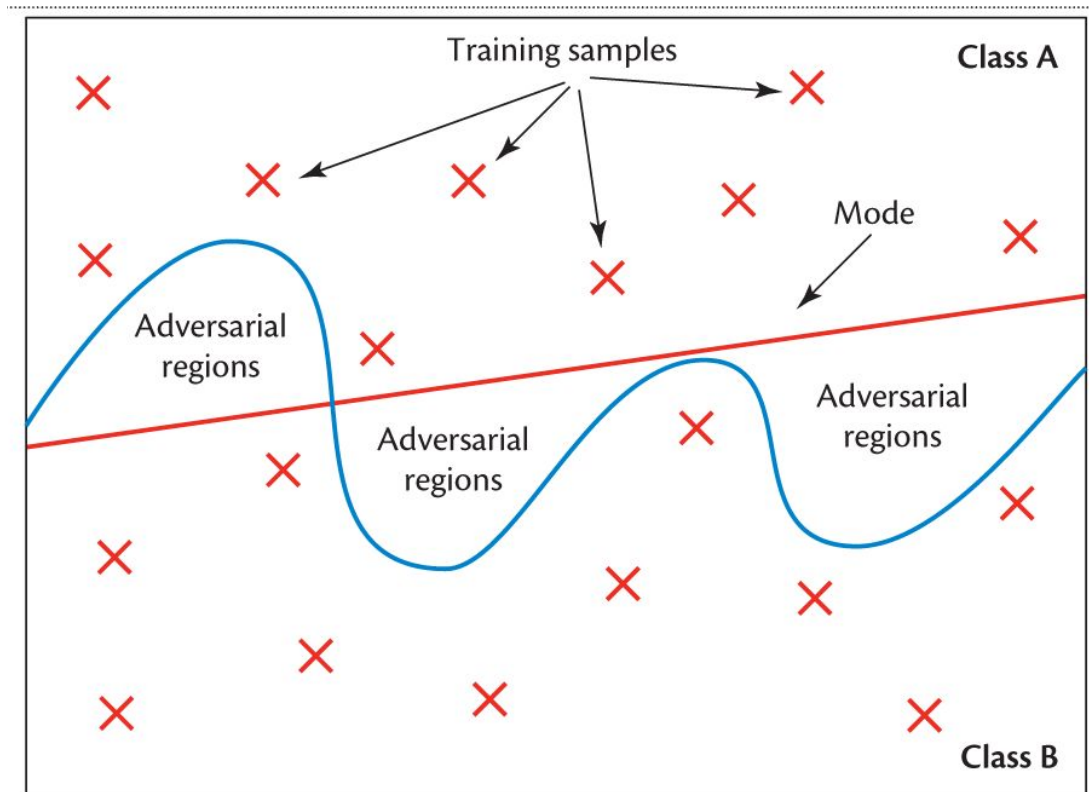 Training samples
Class A
Mode
Adversarial
regions
Adversarial
regions
Adversarial
regions
Class B